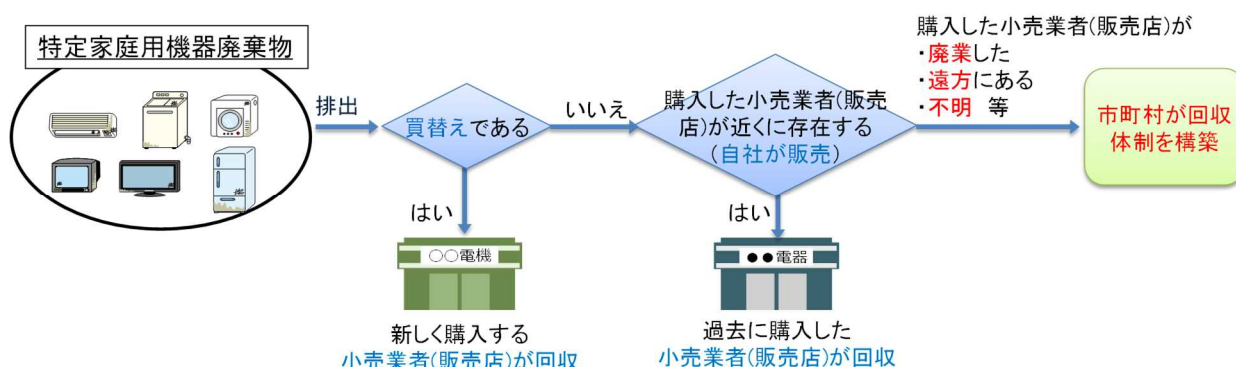 特定家庭用機器廃棄物
排出
買替えである
いいえ
購入した小売業者(販売
店)が近くに存在する
(自社が販売)
購入した小売業者(販売店)が
・廃業した
・遠方にある
・不明 等
市町村が回収
体制を構築
はい
はい
○○電機
●●電器
新しく購入する
小売業者(販売店)が回収
過去に購入した
小売業者(販売店)が回収